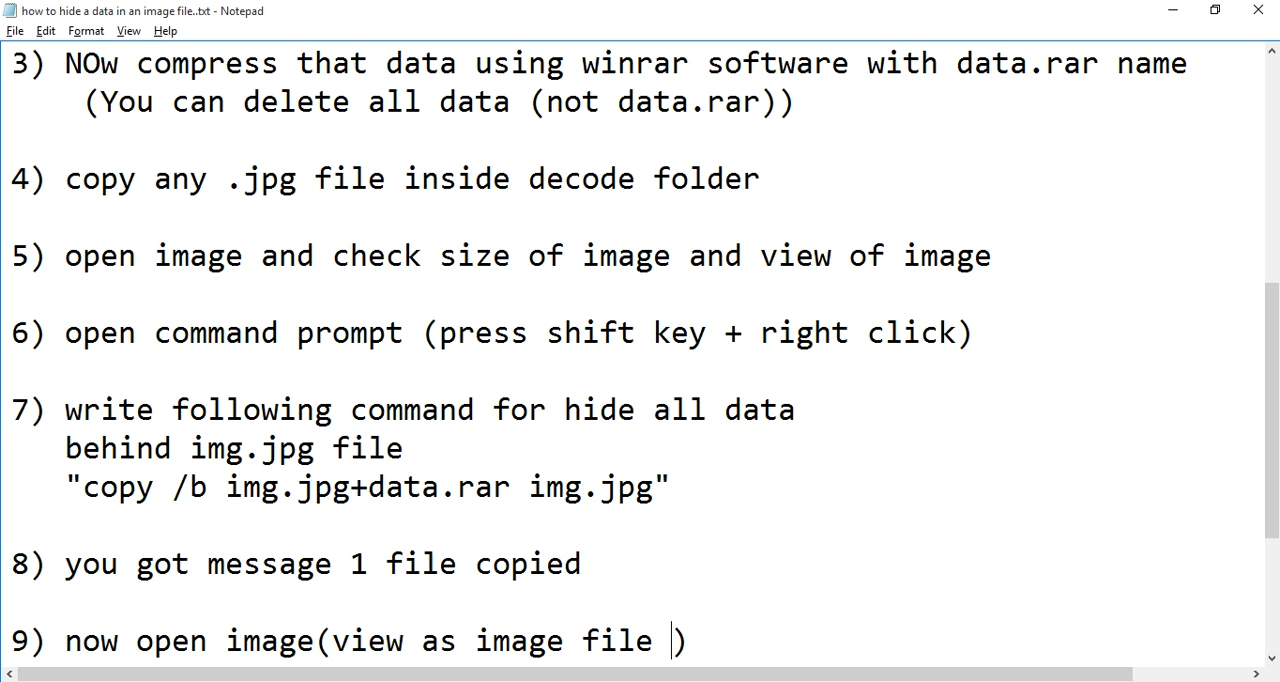 how to hide a data in an image file..txt - Notepad
File Edit Format View Help
3) NOw compress that data using winrar software with data.rar name
(You can delete all data (not data.rar))
4) copy any .jpg file inside decode folder
5) open image and check size of image and view of image
6) open command prompt (press shift key + right click)
7) write following command for hide all data
behind img.jpg file
"copy /b img.jpg+data.rar img.jpg"
8) you got message 1 file copied
9) now open image(view as image file )